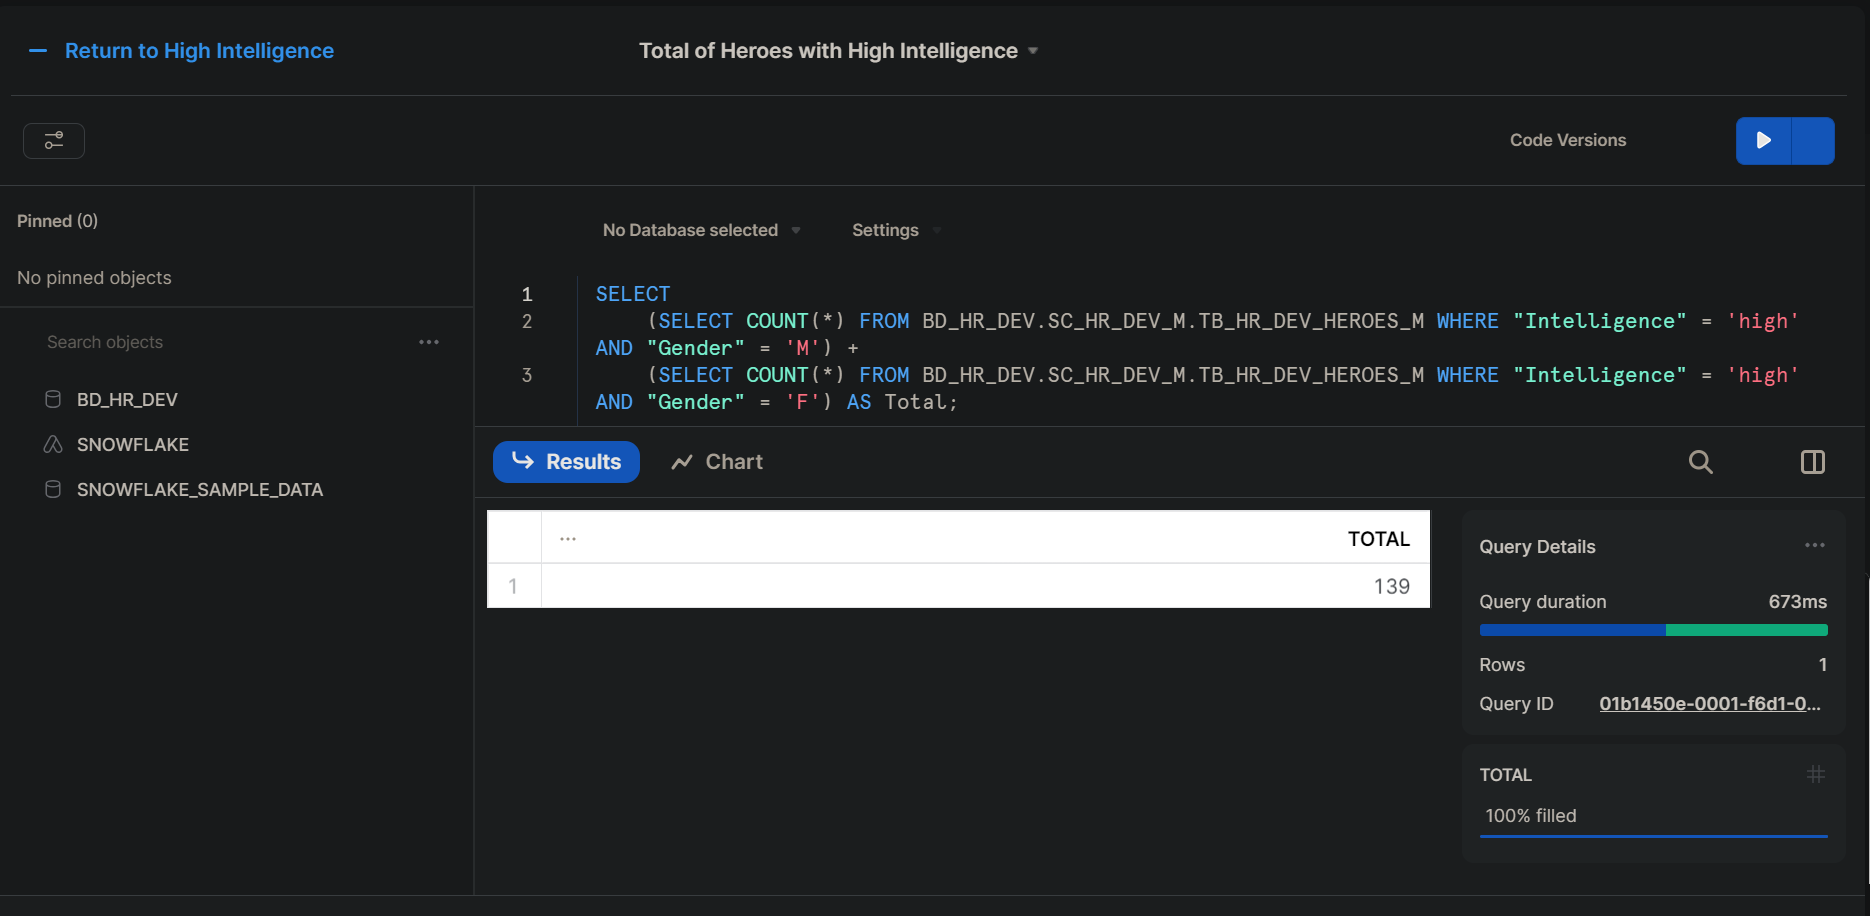 Return to High Intelligence
Total of Heroes with High Intelligence
Code Versions
Pinned (0)
No pinned objects
Search objects
BD_HR_DEV
SNOWFLAKE
SNOWFLAKE_SAMPLE_DATA
No Database selected
Settings
1 SELECT
2 (SELECT COUNT(*) FROM BD_HR_DEV.SC_HR_DEV_M.TB_HR_DEV_HEROES_M WHERE "Intelligence" = 'high'
AND "Gender" = 'M') +
3 (SELECT COUNT(*) FROM BD_HR_DEV.SC_HR_DEV_M.TB_HR_DEV_HEROES_M WHERE "Intelligence" = 'high'
AND "Gender" = 'F') AS Total;
Results
Chart
... TOTAL
1 139
Query Details
...
Query duration 673ms
Rows 1
Query ID 01b1450e-0001-f6d1-0...
TOTAL #
100% filled